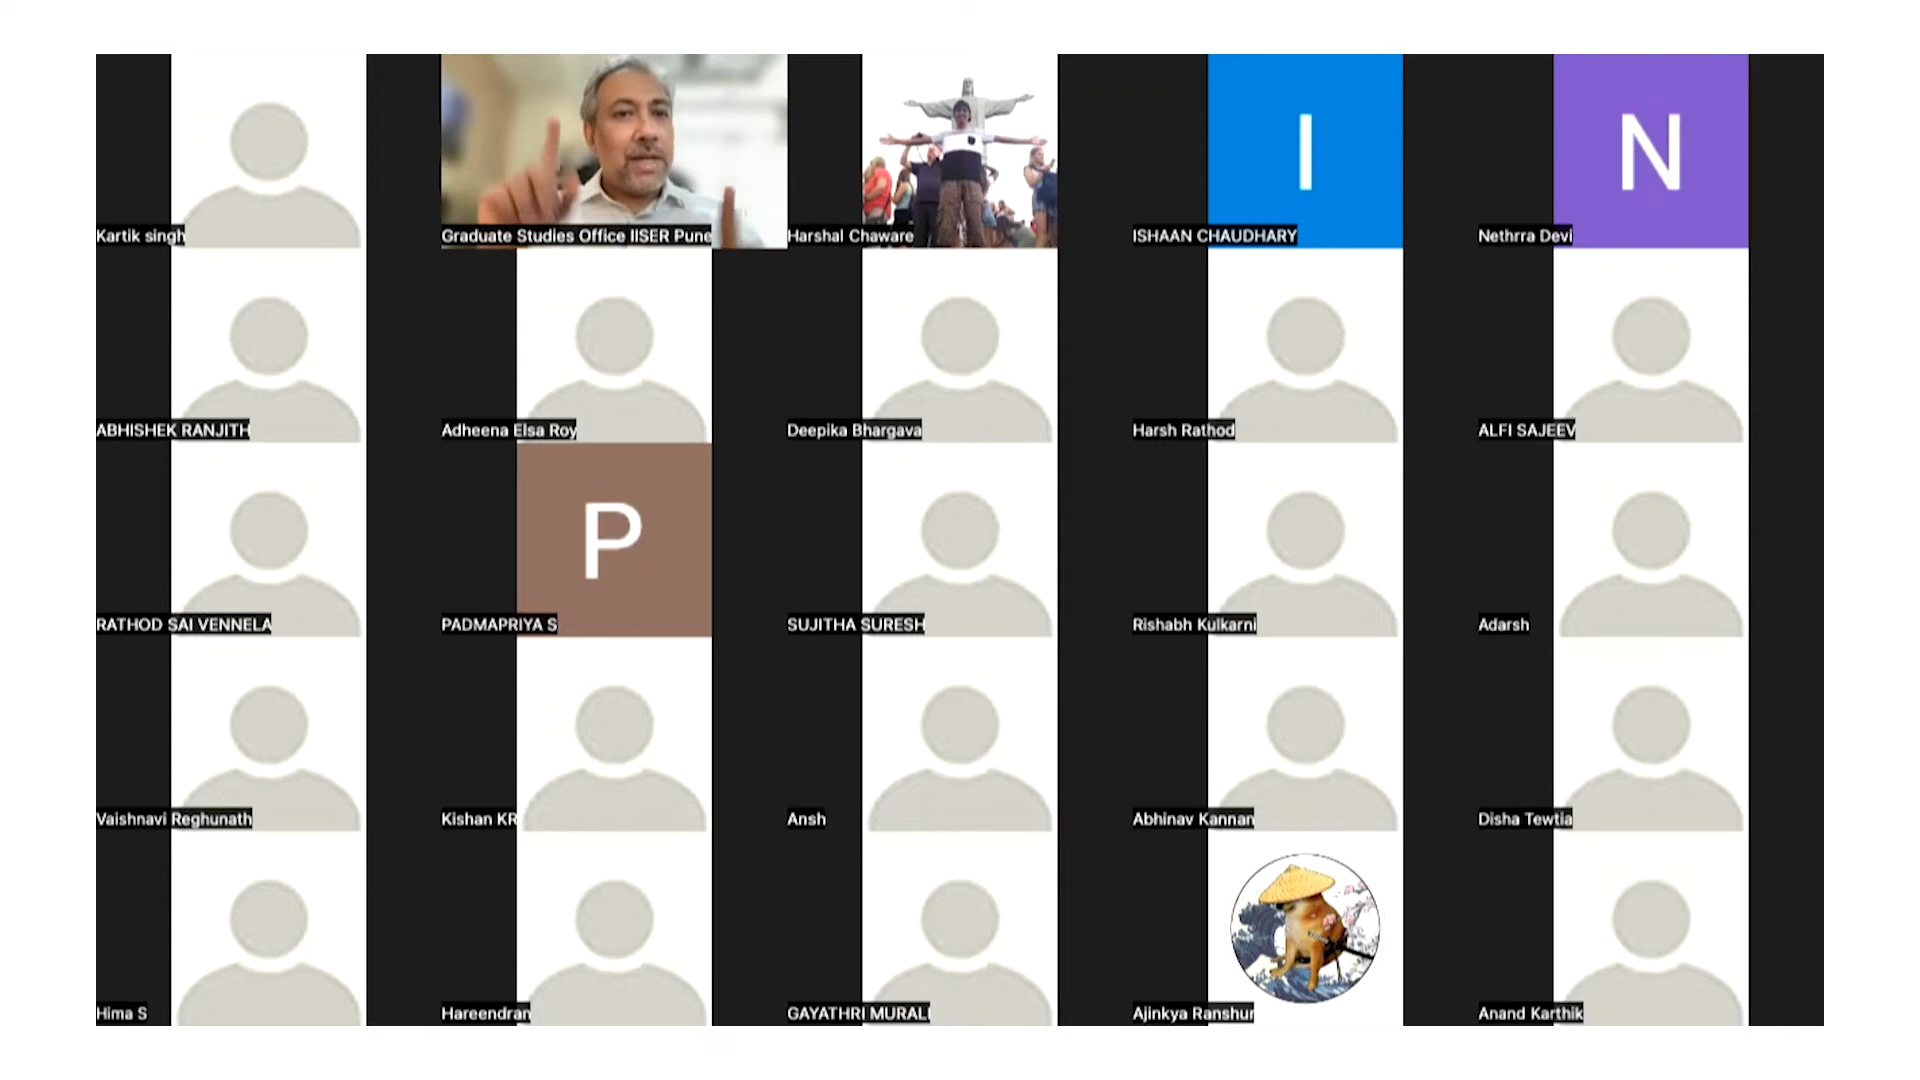 I
N
Kartik singh
Graduate Studies Office IISER Pune
Harshal Chaware
ISHAAN CHAUDHARY
Nethrra Devi
ABHISHEK RANJITH
Adheena Elsa Roy
Deepika Bhargava
Harsh Rathod
ALFI SAJEEV
P
RATHOD SAI VENNELA
PADMAPRIYA S
SUJITHA SURESH
Rishabh Kulkarni
Adarsh
Vaishnavi Reghunath
Kishan KR
Ansh
Abhinav Kannan
Disha Tewtia
Hima S
Hareendran
GAYATHRI MURALI
Ajinkya Ranshur
Anand Karthik